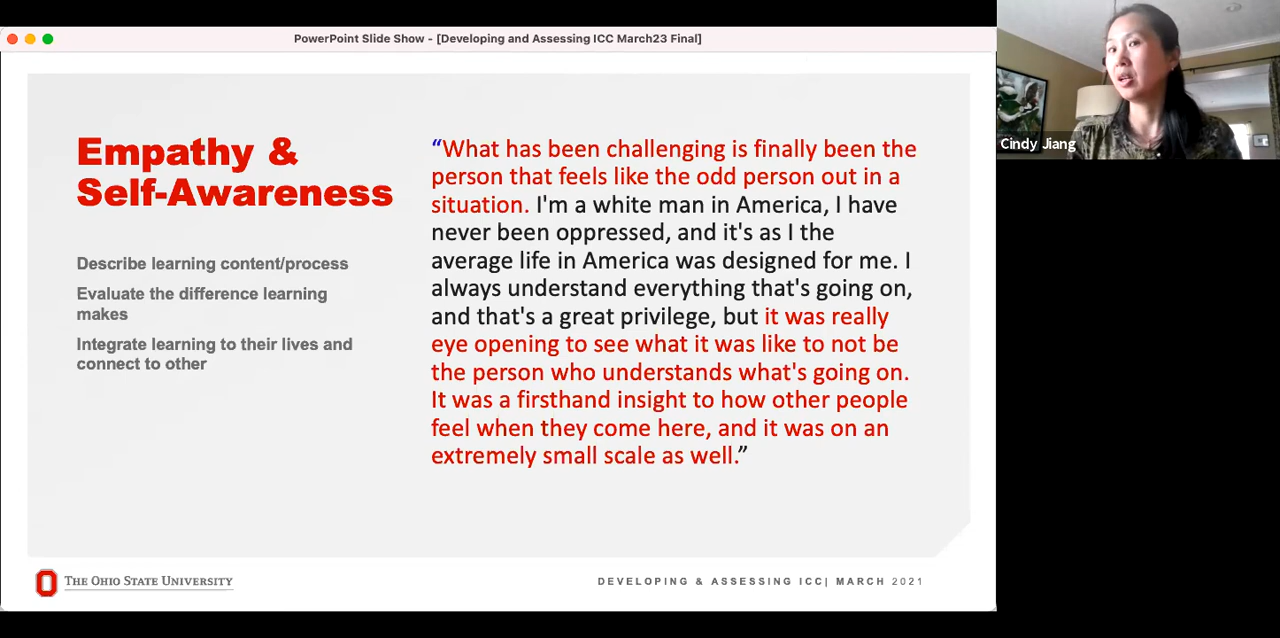 PowerPoint Slide Show - [Developing and Assessing ICC March23 Final]
Empathy &
Self-Awareness
Describe learning content/process
Evaluate the difference learning
makes
Integrate learning to their lives and
connect to other
“What has been challenging is finally been the
person that feels like the odd person out in a
situation. I'm a white man in America, I have
never been oppressed, and it's as I the
average life in America was designed for me. I
always understand everything that's going on,
and that's a great privilege, but it was really
eye opening to see what it was like to not be
the person who understands what's going on.
It was a firsthand insight to how other people
feel when they come here, and it was on an
extremely small scale as well.”
THE OHIO STATE UNIVERSITY
DEVELOPING & ASSESSING ICC| MARCH 2021
Cindy Jiang